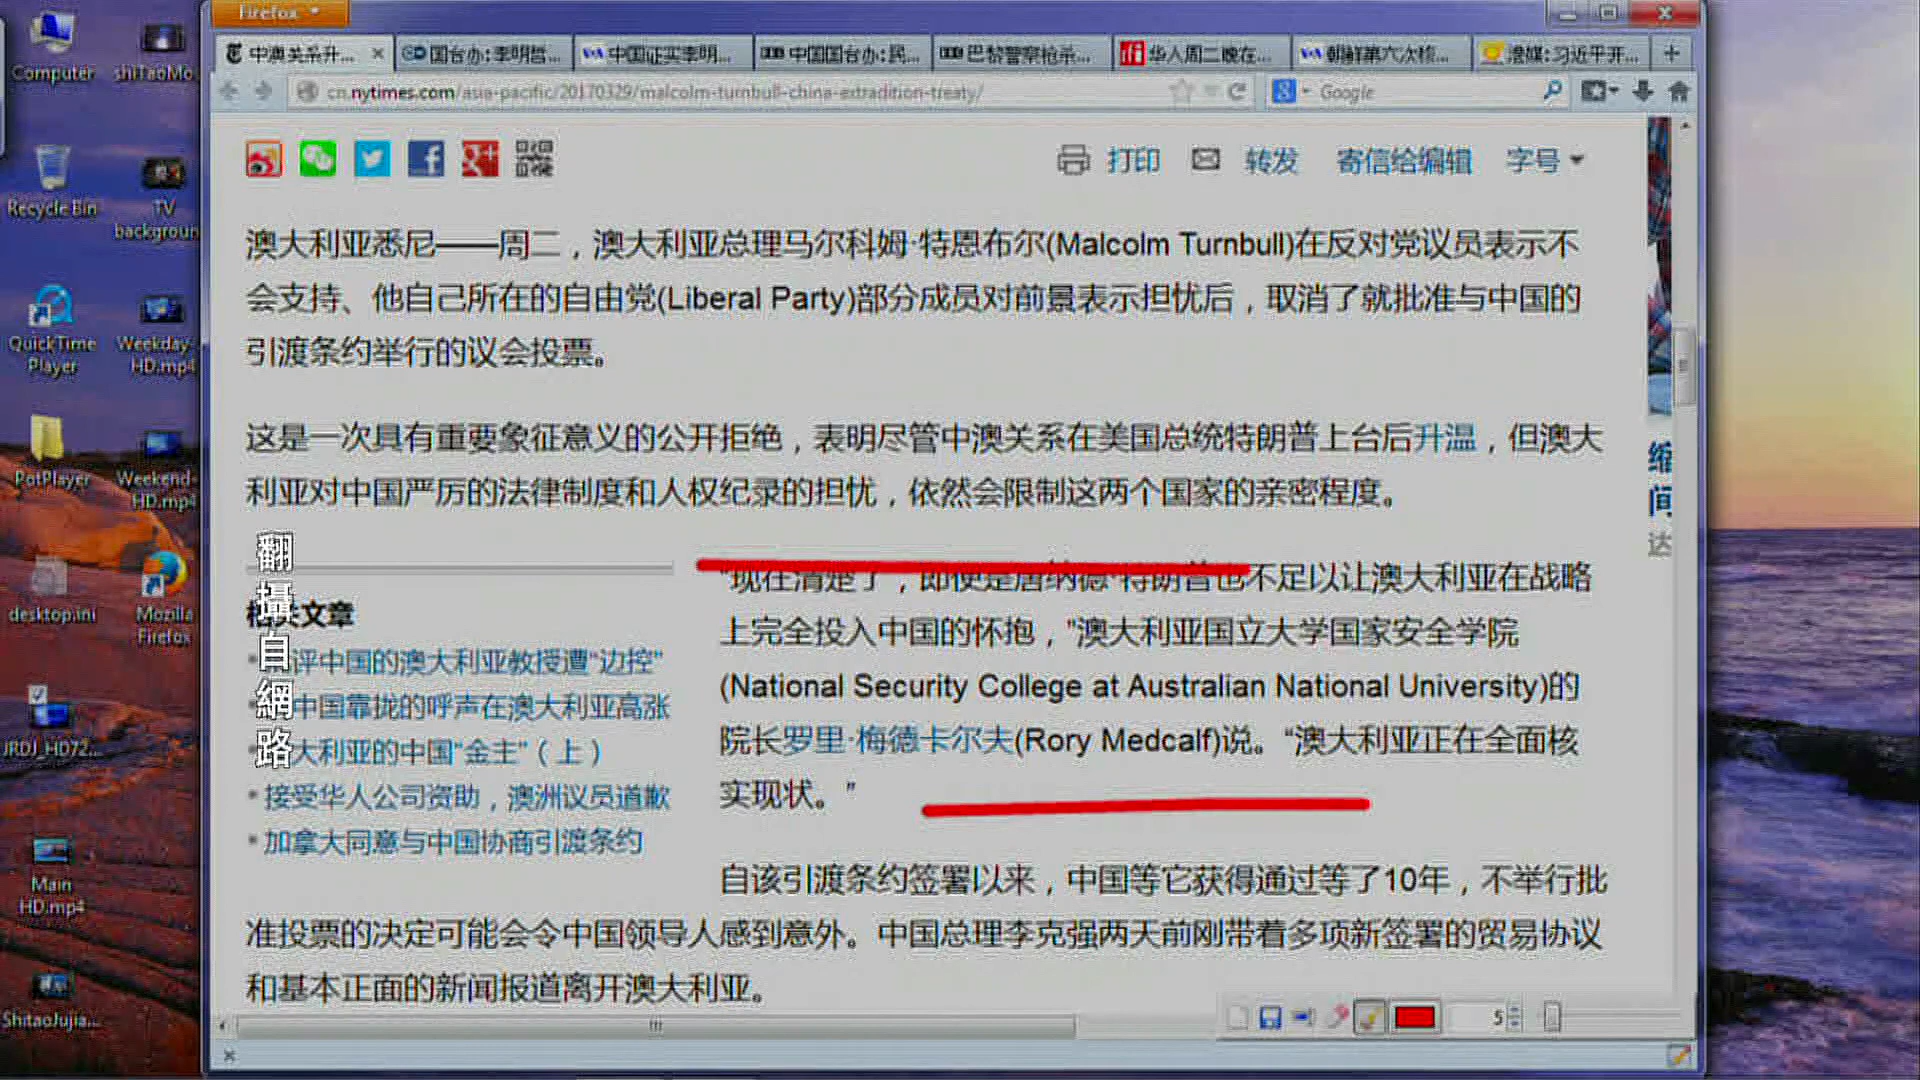 Firefox
中澳关系升...
国台办:李明哲...
中国证实李明...
中国国台办:民...
巴黎警察枪杀...
华人周二晚在...
朝鲜第六次核...
港媒:习近平开...
cn.nytimes.com/asia-pacific/20170329/malcolm-turnbull-china-extradition-treaty/
Google
打印
转发
寄信给编辑
字号
澳大利亚悉尼——周二，澳大利亚总理马尔科姆·特恩布尔(Malcolm Turnbull)在反对党议员表示不
会支持、他自己所在的自由党(Liberal Party)部分成员对前景表示担忧后，取消了就批准与中国的
引渡条约举行的议会投票。
这是一次具有重要象征意义的公开拒绝，表明尽管中澳关系在美国总统特朗普上台后升温，但澳大
利亚对中国严厉的法律制度和人权纪录的担忧，依然会限制这两个国家的亲密程度。
“现在清楚了，即使是唐纳德·特朗普也不足以让澳大利亚在战略
上完全投入中国的怀抱，”澳大利亚国立大学国家安全学院
(National Security College at Australian National University)的
院长罗里·梅德卡尔夫(Rory Medcalf)说。“澳大利亚正在全面核
实现状。”
相关文章
评中国的澳大利亚教授遭“边控”
中国靠拢的呼声在澳大利亚高涨
大利亚的中国“金主”（上）
接受华人公司资助，澳洲议员道歉
加拿大同意与中国协商引渡条约
自该引渡条约签署以来，中国等它获得通过等了10年，不举行批
准投票的决定可能会令中国领导人感到意外。中国总理李克强两天前刚带着多项新签署的贸易协议
和基本正面的新闻报道离开澳大利亚。
翻攝自網路
缩
间
达
5
Computer
shiTaoMo...
Recycle Bin
TV
backgroun
QuickTime
Player
Weekday-
HD.mp4
PotPlayer
Weekend-
HD.mp4
desktop.ini
Mozilla
Firefox
JRDJ_HD72...
Main
HD.mp4
ShitaoJujia...